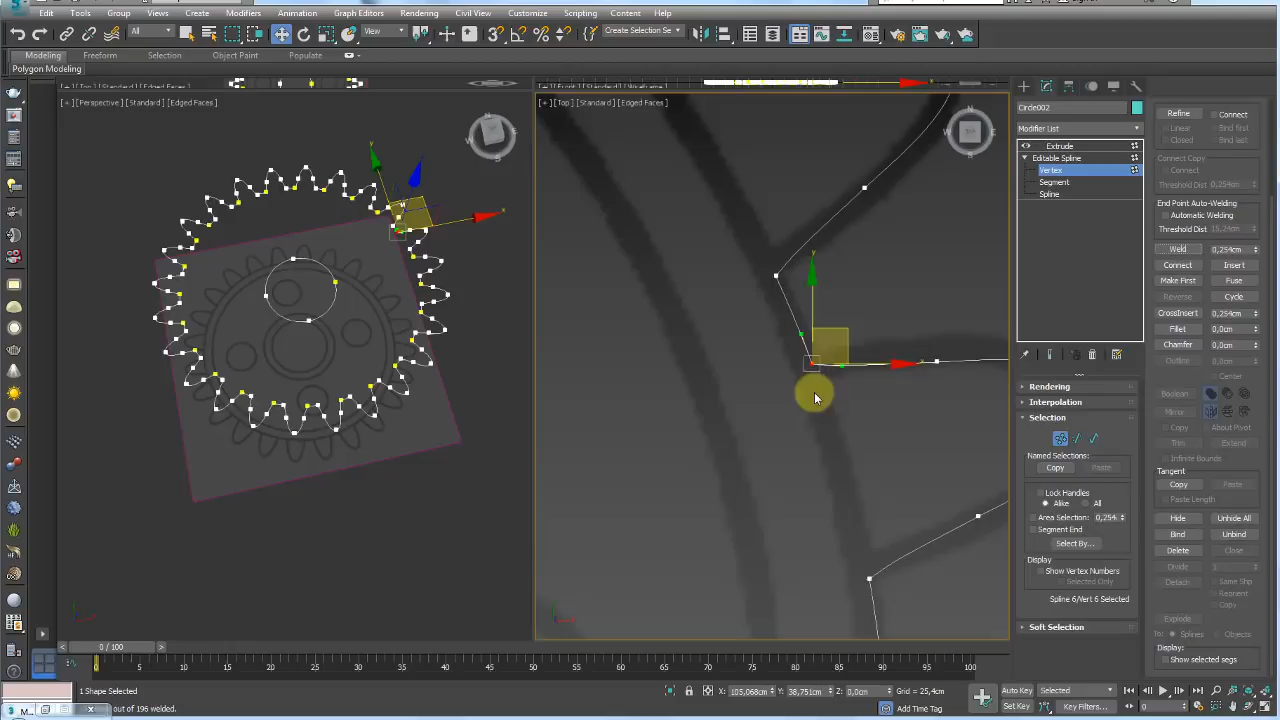 Edit Tools Group Views Create Modifiers Animation Graph Editors Rendering Civil View Customize Scripting Content Help
All View Create Selection Se
Modeling Freeform Selection Object Paint Populate
Polygon Modeling
[+][Perspective][Standard][Edged Faces]
[+][Top][Standard][Edged Faces]
Circle002
Modifier List
Extrude
Editable Spline
Vertex
Segment
Spline
Refine Connect
Linear Bind first
Closed Bind last
Connect Copy
Connect
Threshold Dist 0,254cm
End Point Auto-Welding
Automatic Welding
Threshold Dist 15,24cm
Weld 0,254cm
Connect Insert
Make First Fuse
Reverse Cycle
CrossInsert 0,254cm
Fillet 0,0cm
Chamfer 0,0cm
Outline 0,0cm
Center
Boolean
Mirror
Copy About Pivot
Trim Extend
Infinite Bounds
Tangent
Copy Paste
Paste Length
Hide Unhide All
Bind Unbind
Delete Close
Divide 1
Detach Same Shp
Reorient
Copy
Explode
To: Splines Objects
Display:
Show selected segs
Rendering
Interpolation
Selection
Named Selections:
Copy Paste
Lock Handles
Alike All
Area Selection: 0,254
Segment End
Select By...
Display
Show Vertex Numbers
Selected Only
Spline 6/Vert 6 Selected
Soft Selection
0 / 100
0 5 10 15 20 25 30 35 40 45 50 55 60 65 70 75 80 85 90 95 100
1 Shape Selected
X: 105,068cm Y: 38,751cm Z: 0,0cm Grid = 25,4cm
Auto Key Selected
Set Key Key Filters... 0
out of 196 welded.
Add Time Tag